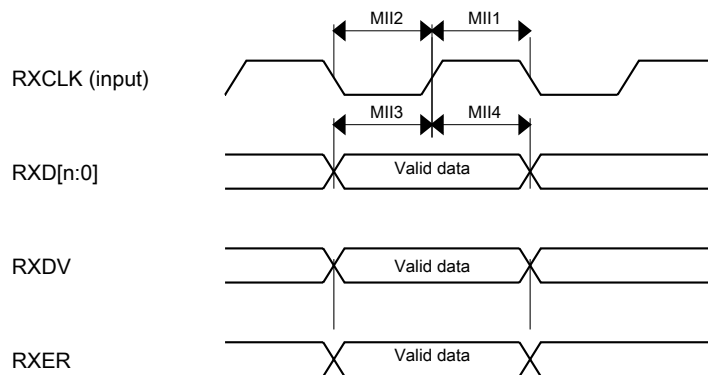 MII2 MII1
RXCLK (input)
MII3 MII4
RXD[n:0] Valid data
RXDV Valid data
RXER Valid data